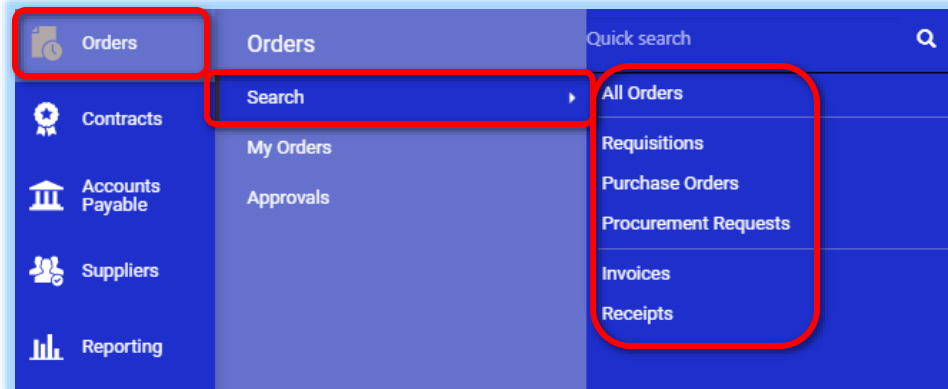 Orders
Contracts
Accounts
Payable
Suppliers
Reporting
Orders
Search
My Orders
Approvals
Quick search
All Orders
Requisitions
Purchase Orders
Procurement Requests
Invoices
Receipts